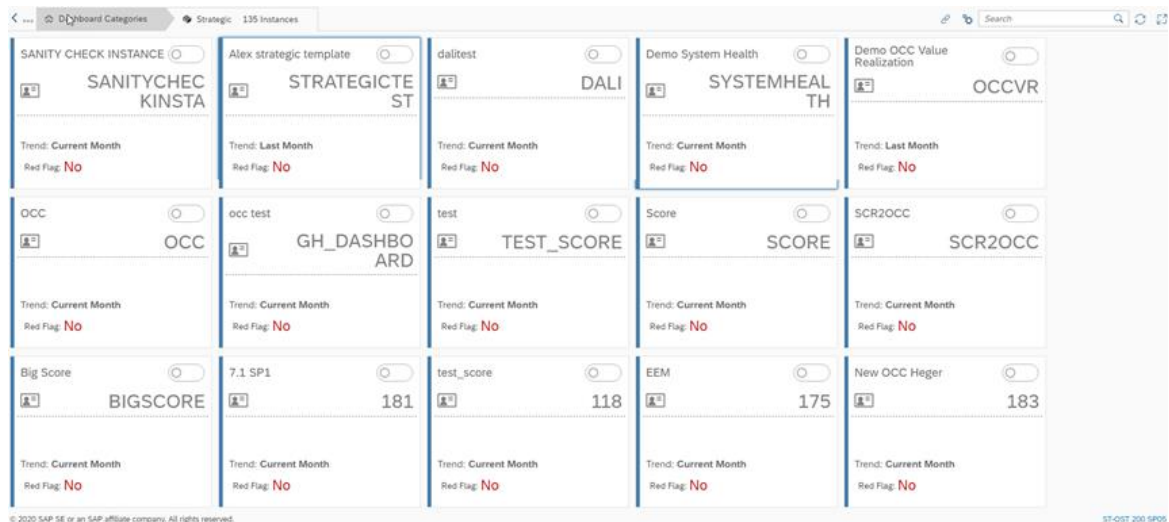 Dashboard Categories
Strategic 135 Instances
Search
SANITY CHECK INSTANCE
SANITYCHEC
KINSTA
Trend: Current Month
Red Flag: No
Alex strategic template
STRATEGICTE
ST
Trend: Last Month
Red Flag: No
dalitest
DALI
Trend: Current Month
Red Flag: No
Demo System Health
SYSTEMHEAL
TH
Trend: Current Month
Red Flag: No
Demo OCC Value
Realization
OCCVR
Trend: Last Month
Red Flag: No
OCC
OCC
Trend: Current Month
Red Flag: No
occ test
GH_DASHBO
ARD
Trend: Current Month
Red Flag: No
test
TEST_SCORE
Trend: Current Month
Red Flag: No
Score
SCORE
Trend: Current Month
Red Flag: No
SCR2OCC
SCR2OCC
Trend: Current Month
Red Flag: No
Big Score
BIGSCORE
Trend: Current Month
Red Flag: No
7.1 SP1
181
Trend: Current Month
Red Flag: No
test_score
118
Trend: Current Month
Red Flag: No
EEM
175
Trend: Current Month
Red Flag: No
New OCC Heger
183
Trend: Current Month
Red Flag: No
© 2020 SAP SE or an SAP affiliate company. All rights reserved.
ST-OST 200 SP05